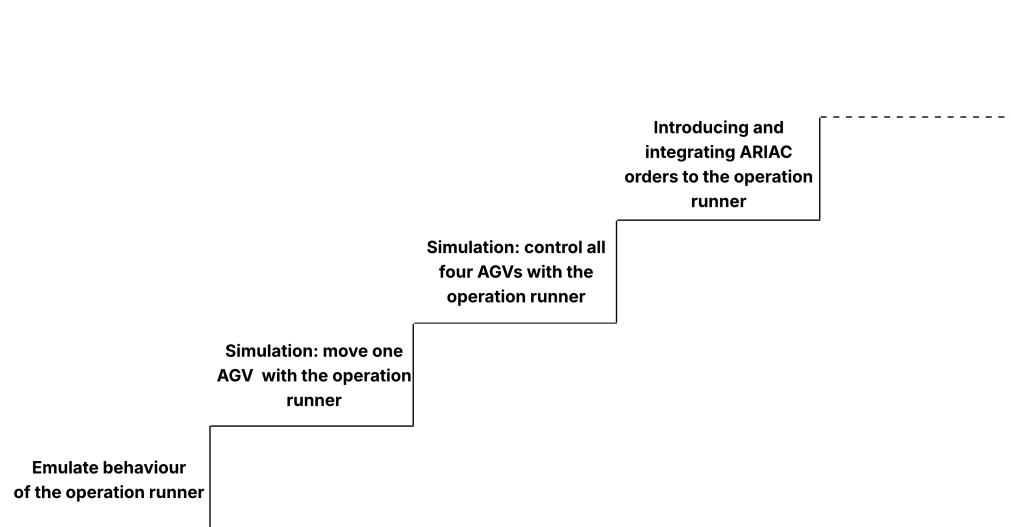 Introducing and
integrating ARIAC
orders to the operation
runner
Simulation: control all
four AGVs with the
operation runner
Simulation: move one
AGV  with the operation
runner
Emulate behaviour
of the operation runner